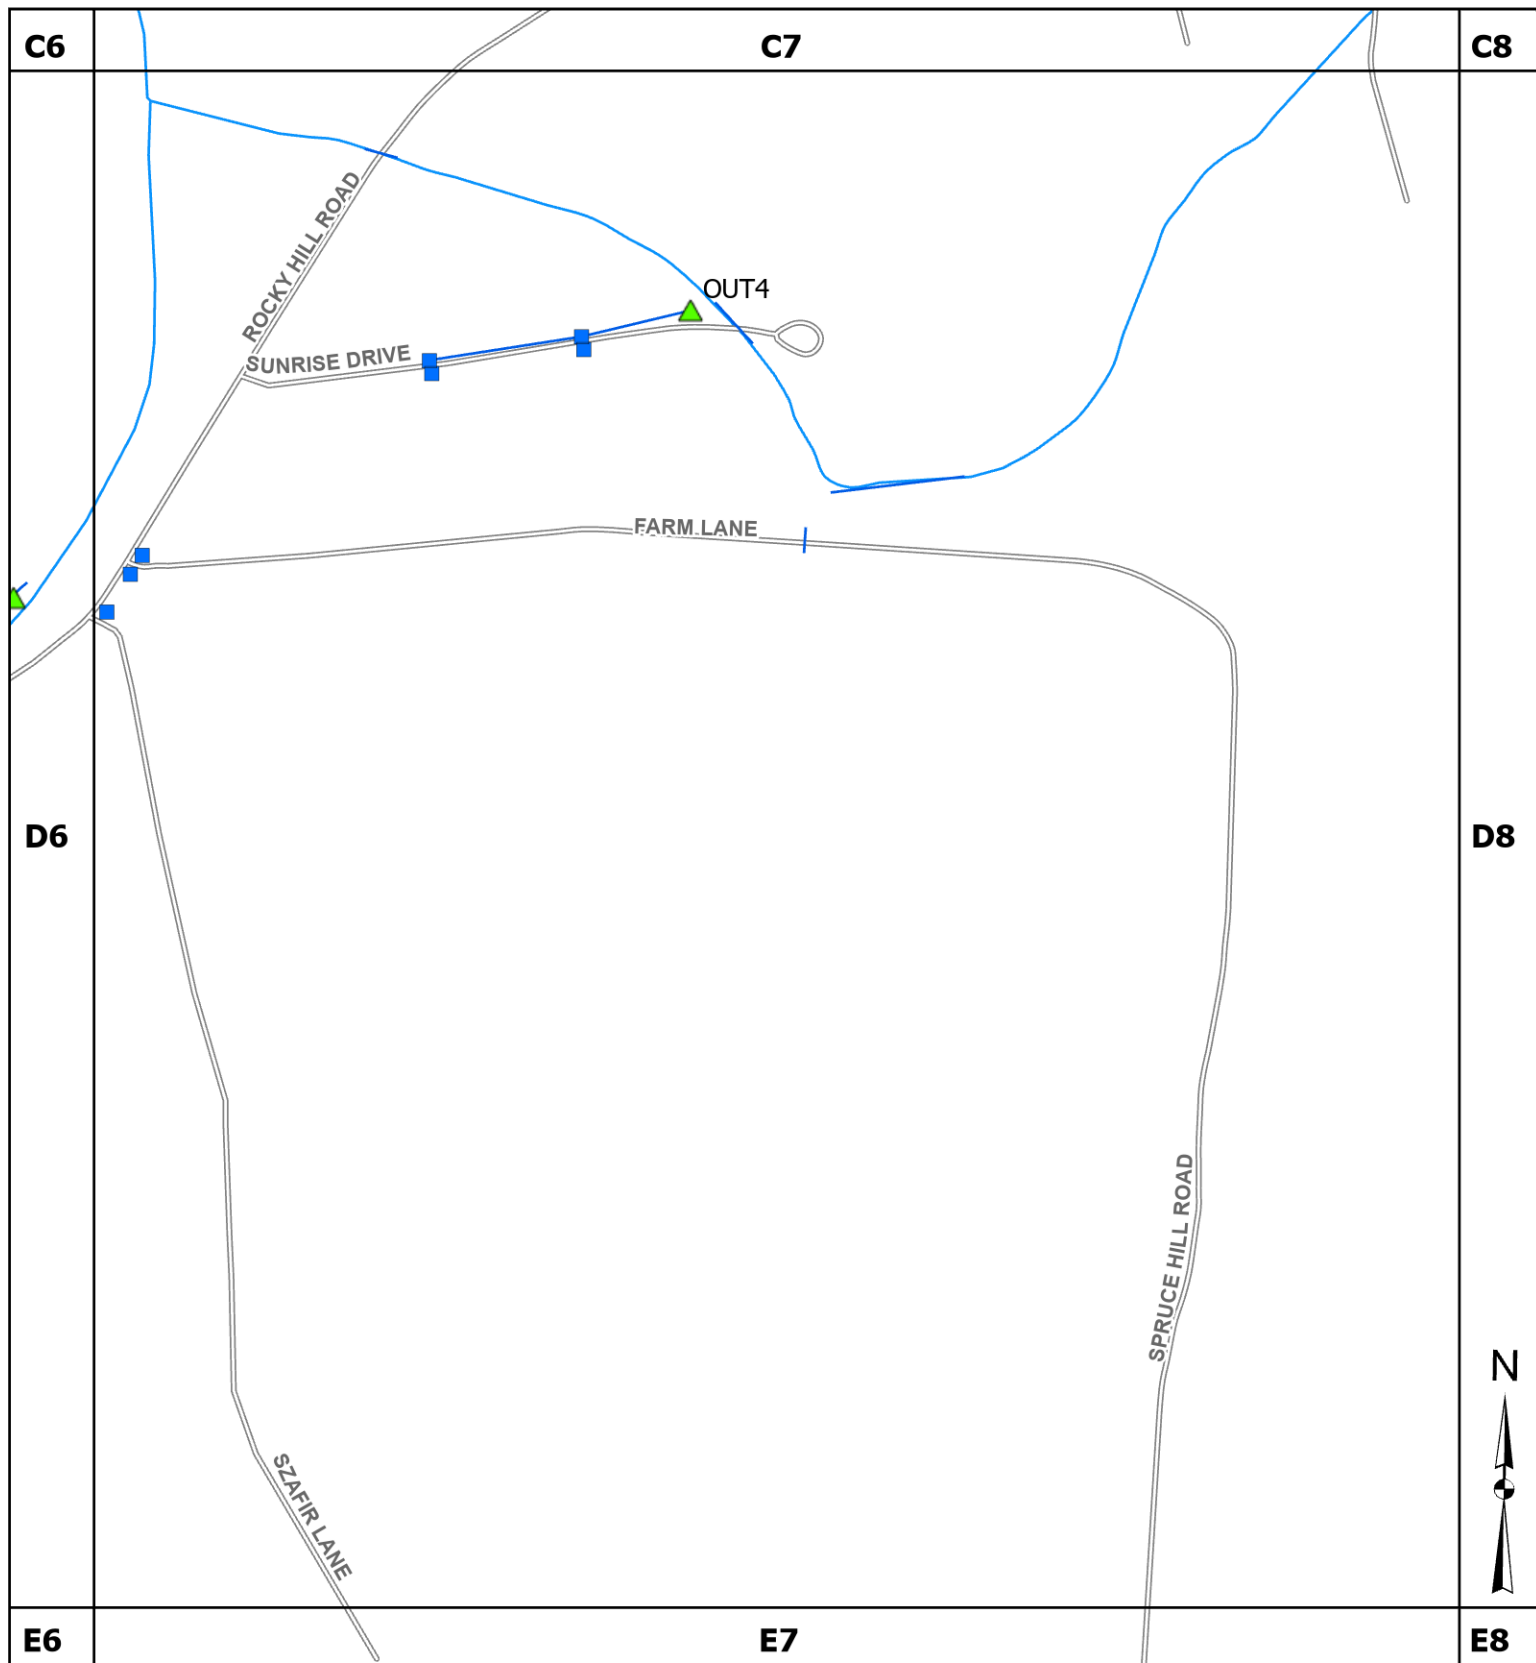 C6
C7
C8
ROCKY HILL ROAD
OUT4
SUNRISE DRIVE
FARM LANE
D6
D8
SPRUCE HILL ROAD
N
SZAFIR LANE
E6
E7
E8